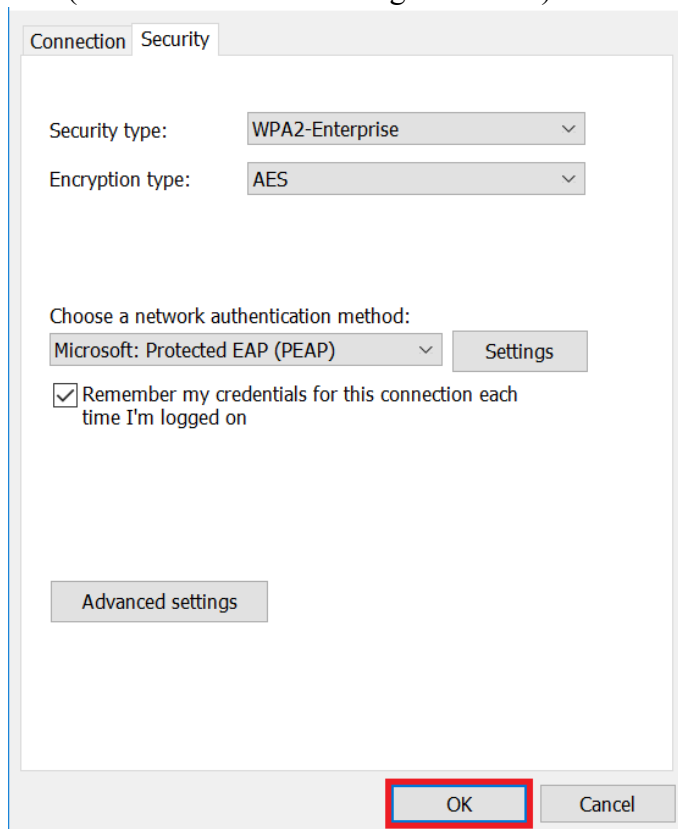 Connection Security
Security type: WPA2-Enterprise
Encryption type: AES
Choose a network authentication method:
Microsoft: Protected EAP (PEAP) Settings
Remember my credentials for this connection each
time I'm logged on
Advanced settings
OK Cancel